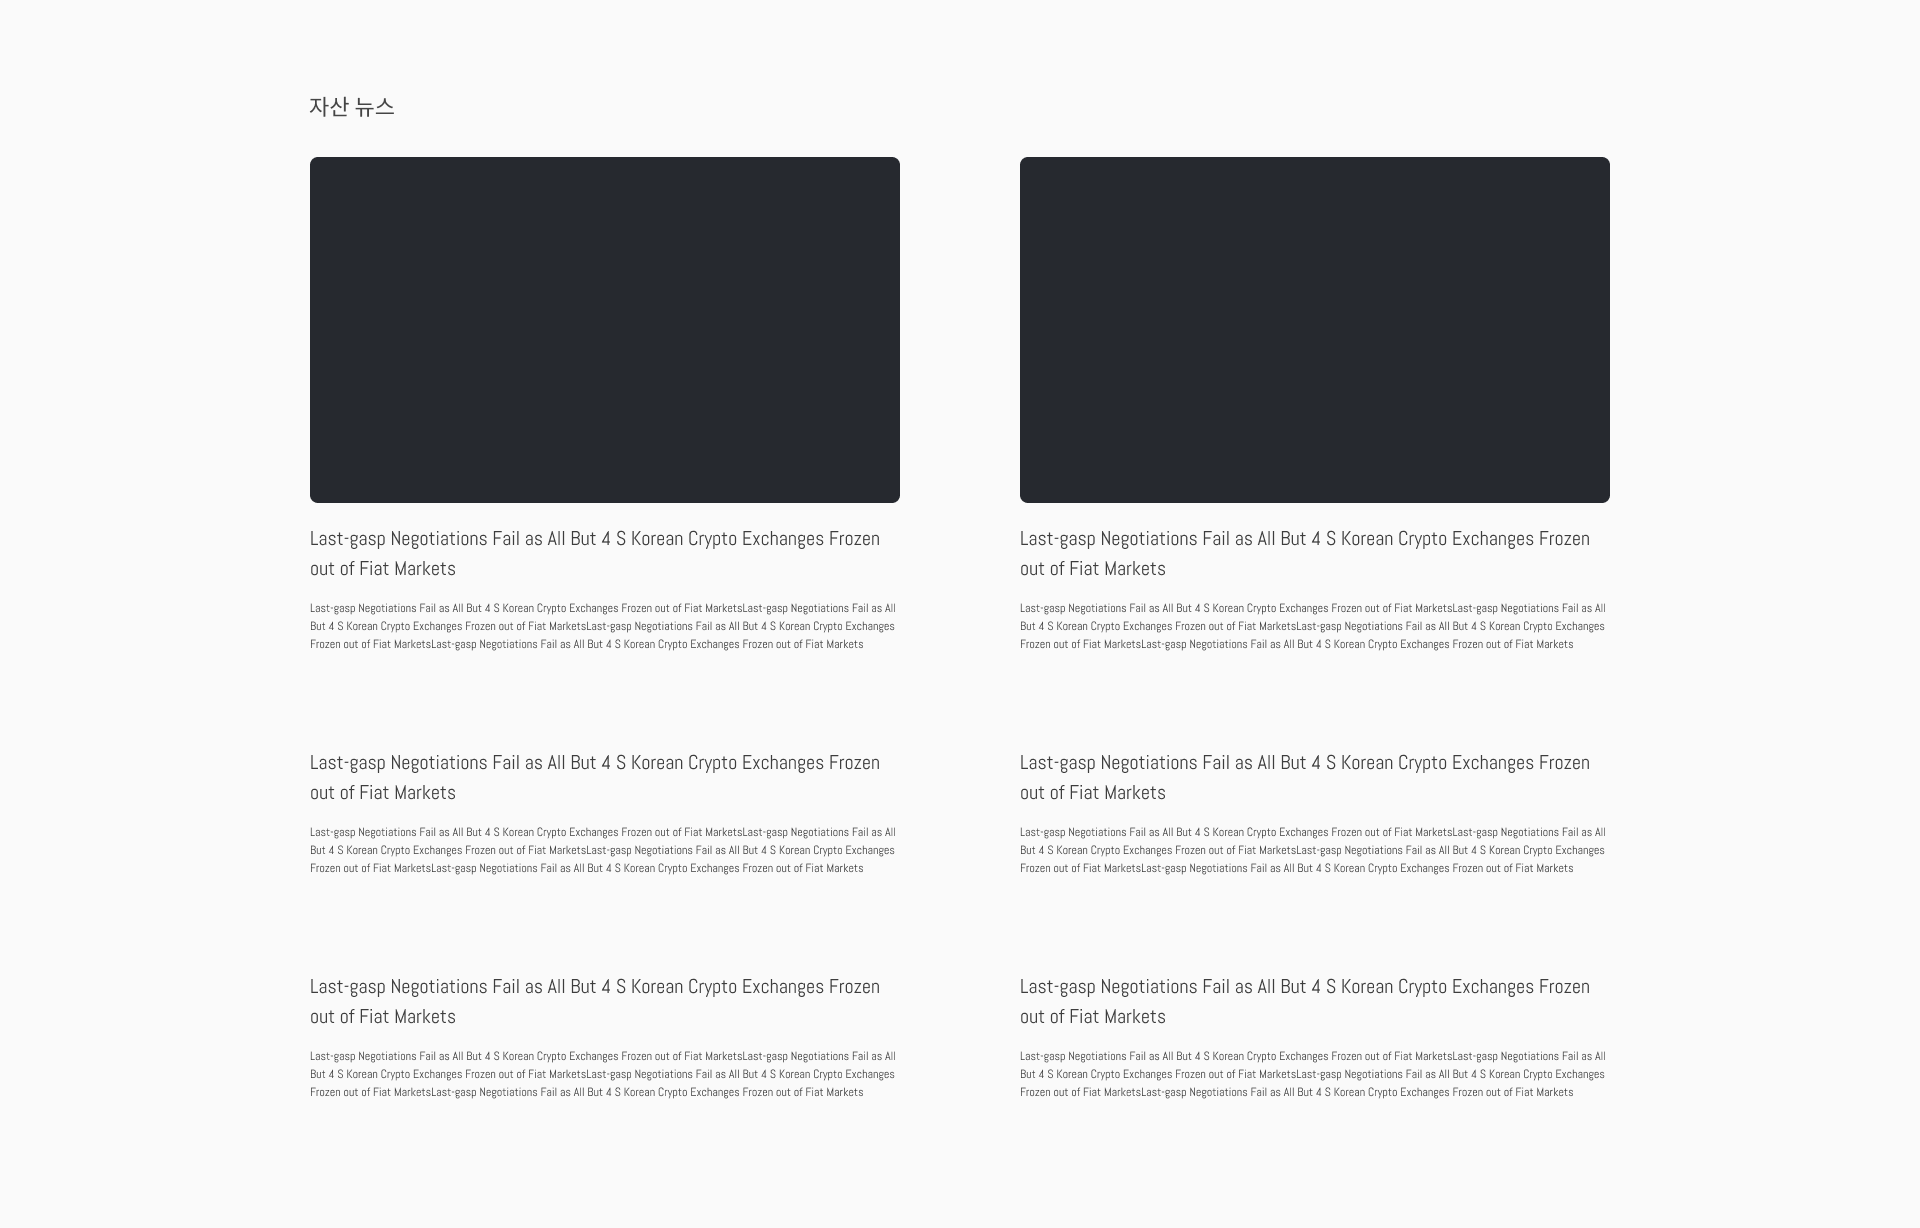 자산 뉴스
Last-gasp Negotiations Fail as All But 4 S Korean Crypto Exchanges Frozen
out of Fiat Markets
Last-gasp Negotiations Fail as All But 4 S Korean Crypto Exchanges Frozen out of Fiat MarketsLast-gasp Negotiations Fail as All
But 4 S Korean Crypto Exchanges Frozen out of Fiat MarketsLast-gasp Negotiations Fail as All But 4 S Korean Crypto Exchanges
Frozen out of Fiat MarketsLast-gasp Negotiations Fail as All But 4 S Korean Crypto Exchanges Frozen out of Fiat Markets
Last-gasp Negotiations Fail as All But 4 S Korean Crypto Exchanges Frozen
out of Fiat Markets
Last-gasp Negotiations Fail as All But 4 S Korean Crypto Exchanges Frozen out of Fiat MarketsLast-gasp Negotiations Fail as All
But 4 S Korean Crypto Exchanges Frozen out of Fiat MarketsLast-gasp Negotiations Fail as All But 4 S Korean Crypto Exchanges
Frozen out of Fiat MarketsLast-gasp Negotiations Fail as All But 4 S Korean Crypto Exchanges Frozen out of Fiat Markets
Last-gasp Negotiations Fail as All But 4 S Korean Crypto Exchanges Frozen
out of Fiat Markets
Last-gasp Negotiations Fail as All But 4 S Korean Crypto Exchanges Frozen out of Fiat MarketsLast-gasp Negotiations Fail as All
But 4 S Korean Crypto Exchanges Frozen out of Fiat MarketsLast-gasp Negotiations Fail as All But 4 S Korean Crypto Exchanges
Frozen out of Fiat MarketsLast-gasp Negotiations Fail as All But 4 S Korean Crypto Exchanges Frozen out of Fiat Markets
Last-gasp Negotiations Fail as All But 4 S Korean Crypto Exchanges Frozen
out of Fiat Markets
Last-gasp Negotiations Fail as All But 4 S Korean Crypto Exchanges Frozen out of Fiat MarketsLast-gasp Negotiations Fail as All
But 4 S Korean Crypto Exchanges Frozen out of Fiat MarketsLast-gasp Negotiations Fail as All But 4 S Korean Crypto Exchanges
Frozen out of Fiat MarketsLast-gasp Negotiations Fail as All But 4 S Korean Crypto Exchanges Frozen out of Fiat Markets
Last-gasp Negotiations Fail as All But 4 S Korean Crypto Exchanges Frozen
out of Fiat Markets
Last-gasp Negotiations Fail as All But 4 S Korean Crypto Exchanges Frozen out of Fiat MarketsLast-gasp Negotiations Fail as All
But 4 S Korean Crypto Exchanges Frozen out of Fiat MarketsLast-gasp Negotiations Fail as All But 4 S Korean Crypto Exchanges
Frozen out of Fiat MarketsLast-gasp Negotiations Fail as All But 4 S Korean Crypto Exchanges Frozen out of Fiat Markets
Last-gasp Negotiations Fail as All But 4 S Korean Crypto Exchanges Frozen
out of Fiat Markets
Last-gasp Negotiations Fail as All But 4 S Korean Crypto Exchanges Frozen out of Fiat MarketsLast-gasp Negotiations Fail as All
But 4 S Korean Crypto Exchanges Frozen out of Fiat MarketsLast-gasp Negotiations Fail as All But 4 S Korean Crypto Exchanges
Frozen out of Fiat MarketsLast-gasp Negotiations Fail as All But 4 S Korean Crypto Exchanges Frozen out of Fiat Markets